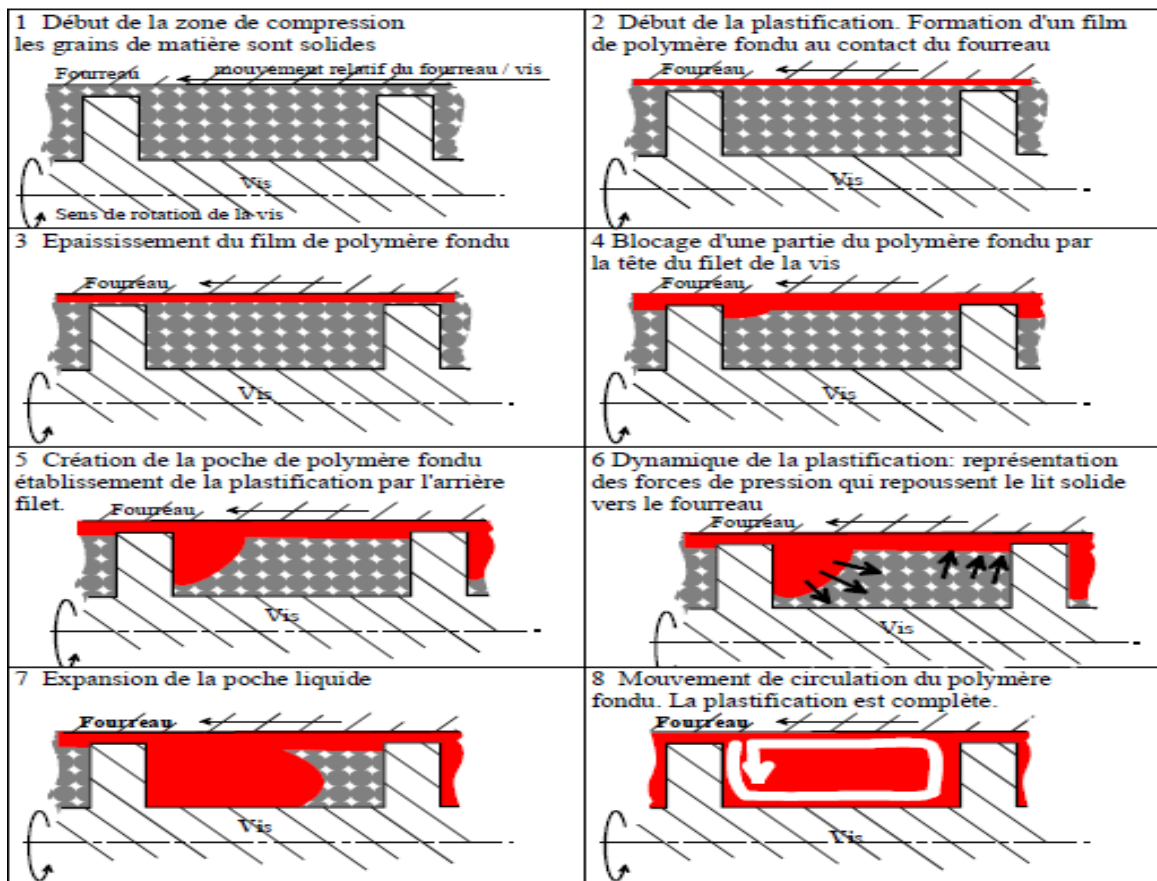 1 Début de la zone de compression
les grains de matière sont solides
Fourreau
mouvement relatif du fourreau / vis
Vis
Sens de rotation de la vis
2 Début de la plastification. Formation d'un film
de polymère fondu au contact du fourreau
Fourreau
Vis
3 Epaississement du film de polymère fondu
Fourreau
Vis
4 Blocage d'une partie du polymère fondu par
la tête du filet de la vis
Fourreau
Vis
5 Création de la poche de polymère fondu
établissement de la plastification par l'arrière
filet.
Fourreau
Vis
6 Dynamique de la plastification: représentation
des forces de pression qui repoussent le lit solide
vers le fourreau
Fourreau
Vis
7 Expansion de la poche liquide
Fourreau
Vis
8 Mouvement de circulation du polymère
fondu. La plastification est complète.
Fourreau
Vis